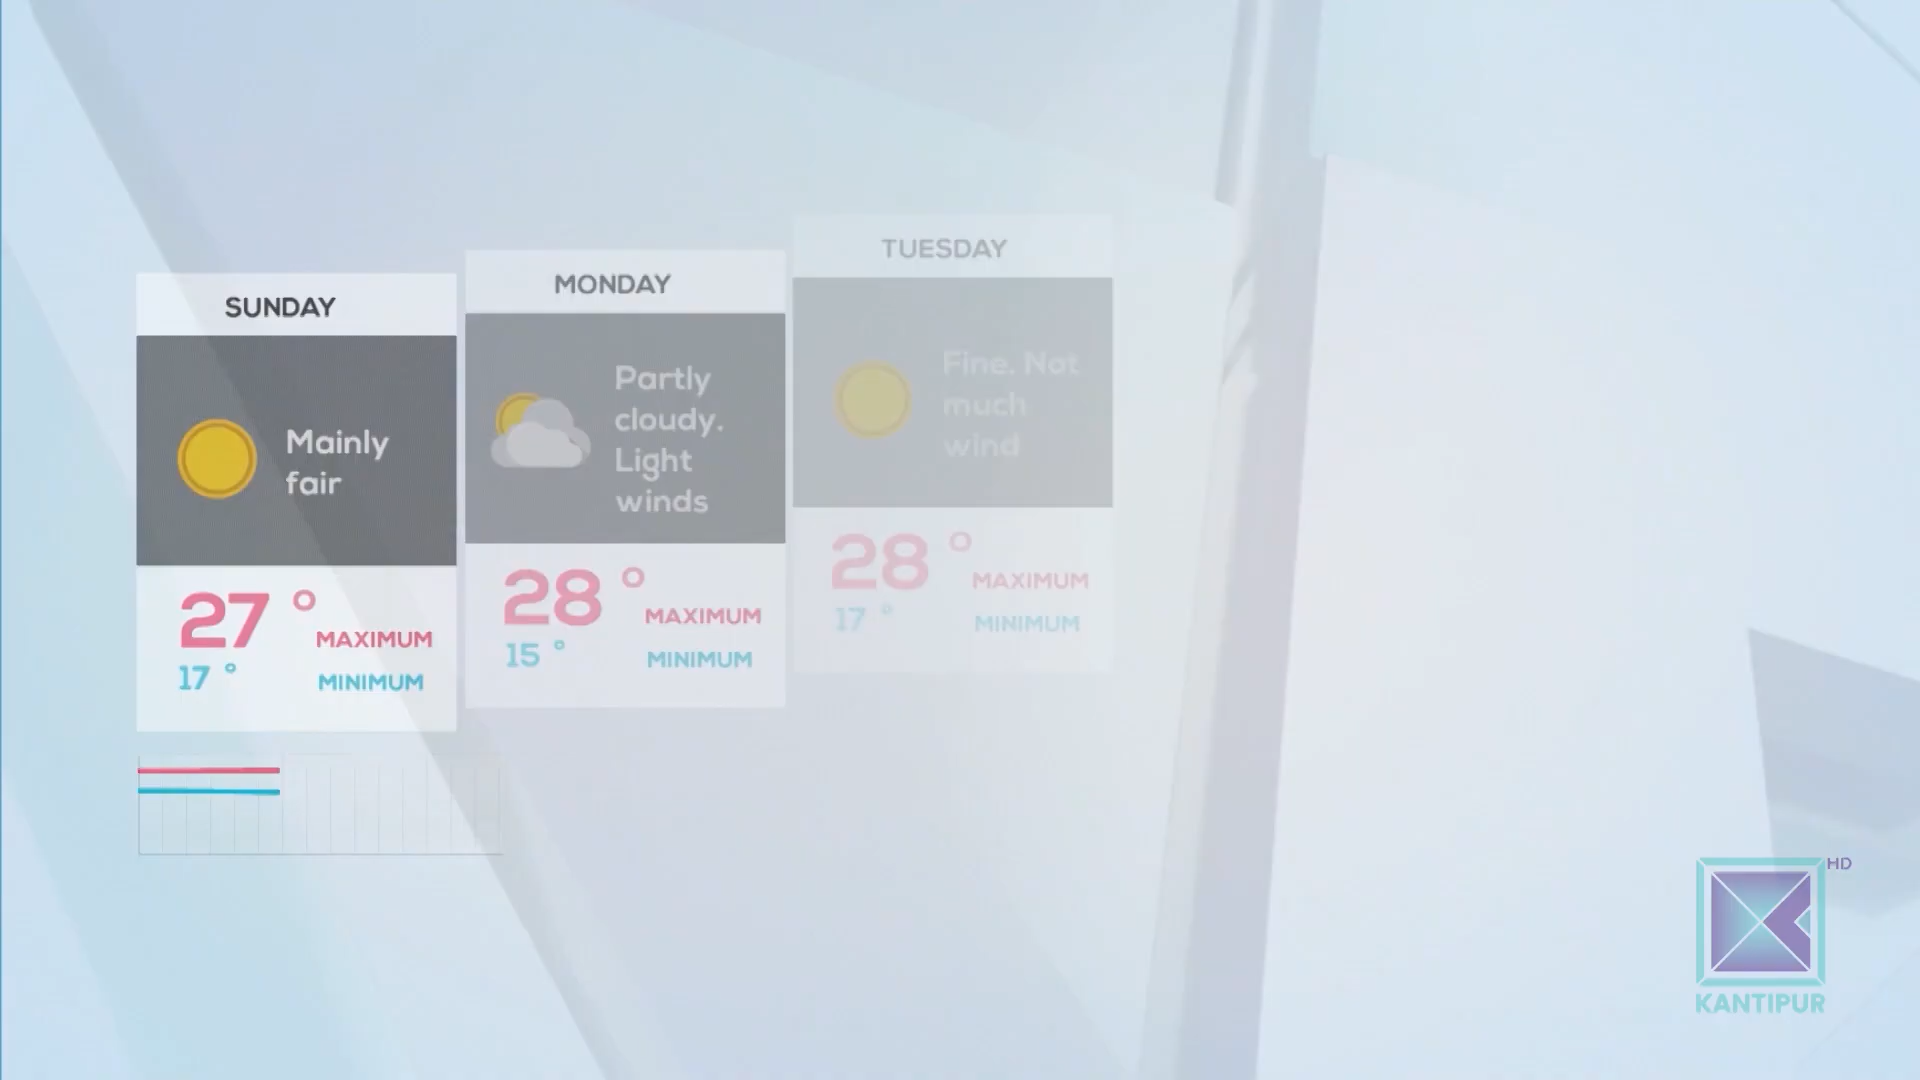 SUNDAY
Mainly
fair
27 °
MAXIMUM
17 °
MINIMUM
MONDAY
Partly
cloudy.
Light
winds
28 °
MAXIMUM
15 °
MINIMUM
TUESDAY
Fine. Not
much
wind
28 °
MAXIMUM
17 °
MINIMUM
HD
KANTIPUR